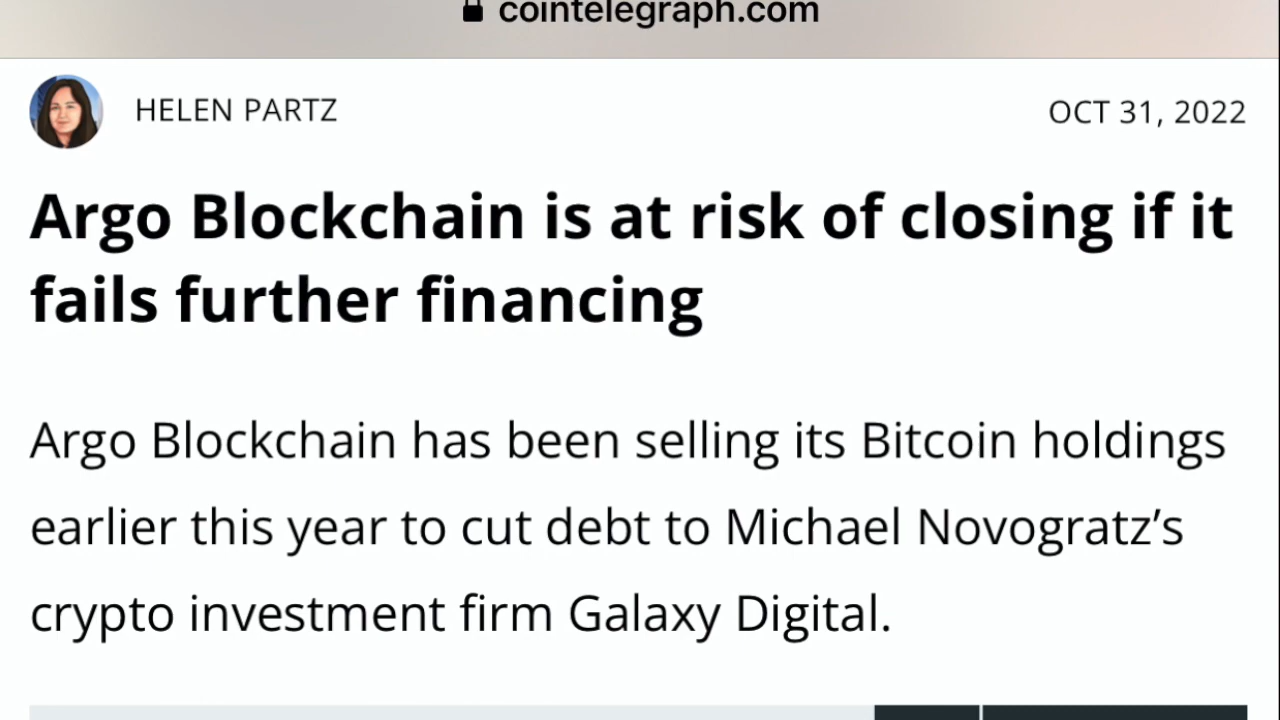 cointelegraph.com
HELEN PARTZ
OCT 31, 2022
Argo Blockchain is at risk of closing if it
fails further financing
Argo Blockchain has been selling its Bitcoin holdings
earlier this year to cut debt to Michael Novogratz’s
crypto investment firm Galaxy Digital.